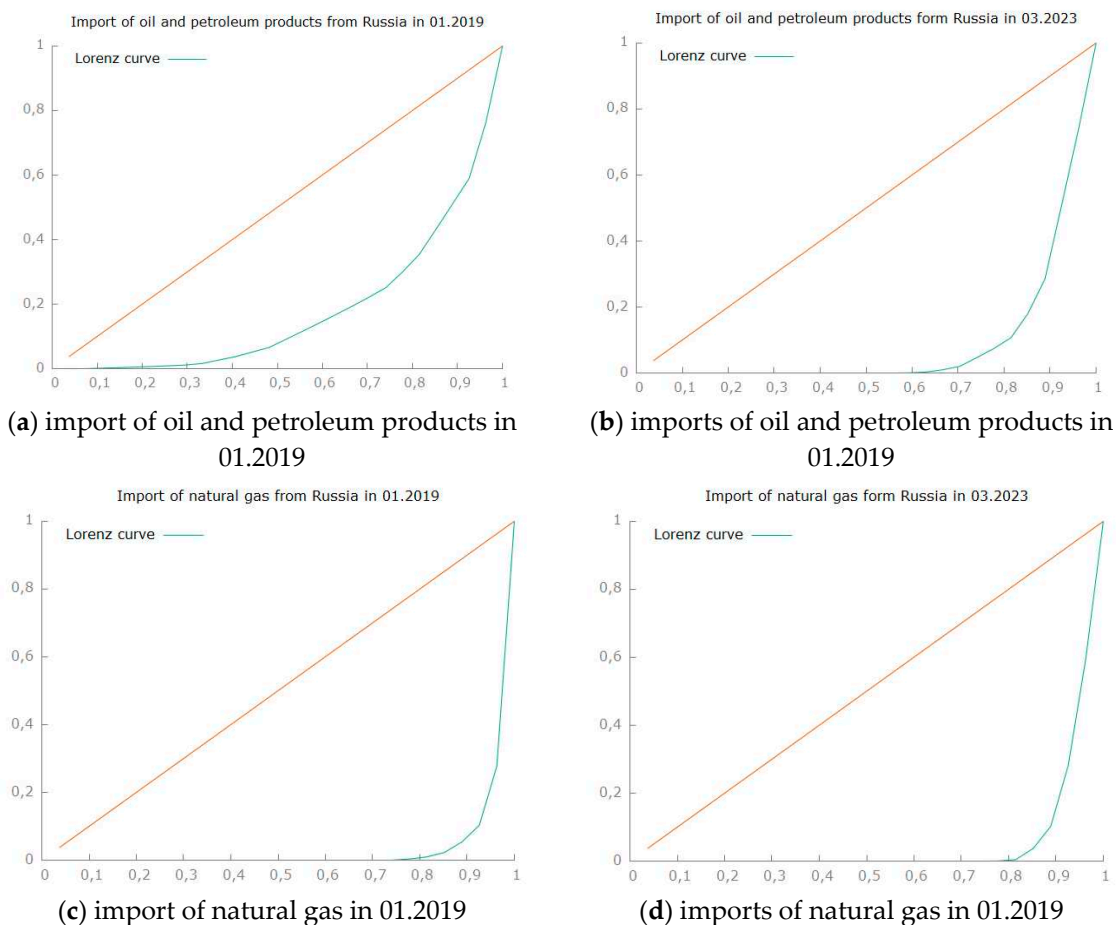 Import of oil and petroleum products from Russia in 01.2019
Lorenz curve
1
0,8
0,6
0,4
0,2
0
0 0,1 0,2 0,3 0,4 0,5 0,6 0,7 0,8 0,9 1
(a) import of oil and petroleum products in
01.2019
Import of oil and petroleum products form Russia in 03.2023
Lorenz curve
1
0,8
0,6
0,4
0,2
0
0 0,1 0,2 0,3 0,4 0,5 0,6 0,7 0,8 0,9 1
(b) imports of oil and petroleum products in
01.2019
Import of natural gas from Russia in 01.2019
Lorenz curve
1
0,8
0,6
0,4
0,2
0
0 0,1 0,2 0,3 0,4 0,5 0,6 0,7 0,8 0,9 1
(c) import of natural gas in 01.2019
Import of natural gas form Russia in 03.2023
Lorenz curve
1
0,8
0,6
0,4
0,2
0
0 0,1 0,2 0,3 0,4 0,5 0,6 0,7 0,8 0,9 1
(d) imports of natural gas in 01.2019